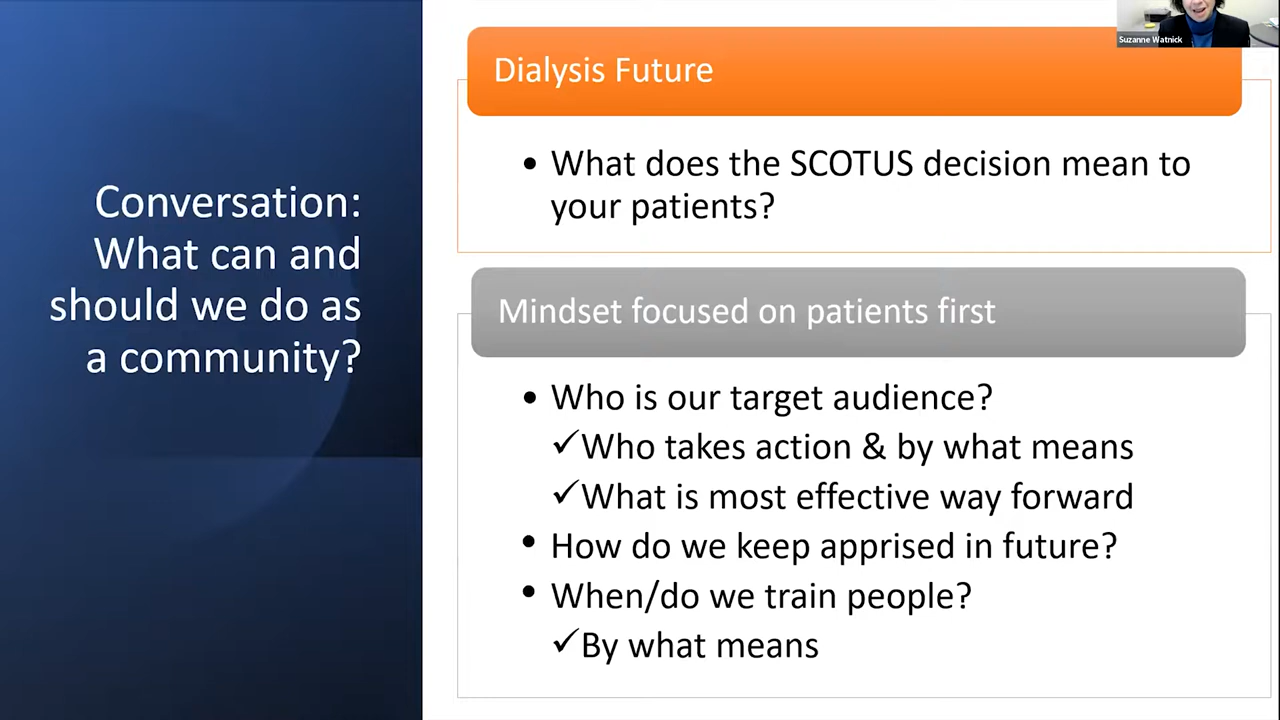 Conversation:
What can and
should we do as
a community?
Suzanne Watnick
Dialysis Future
• What does the SCOTUS decision mean to
your patients?
Mindset focused on patients first
• Who is our target audience?
✓Who takes action & by what means
✓What is most effective way forward
• How do we keep apprised in future?
• When/do we train people?
✓By what means